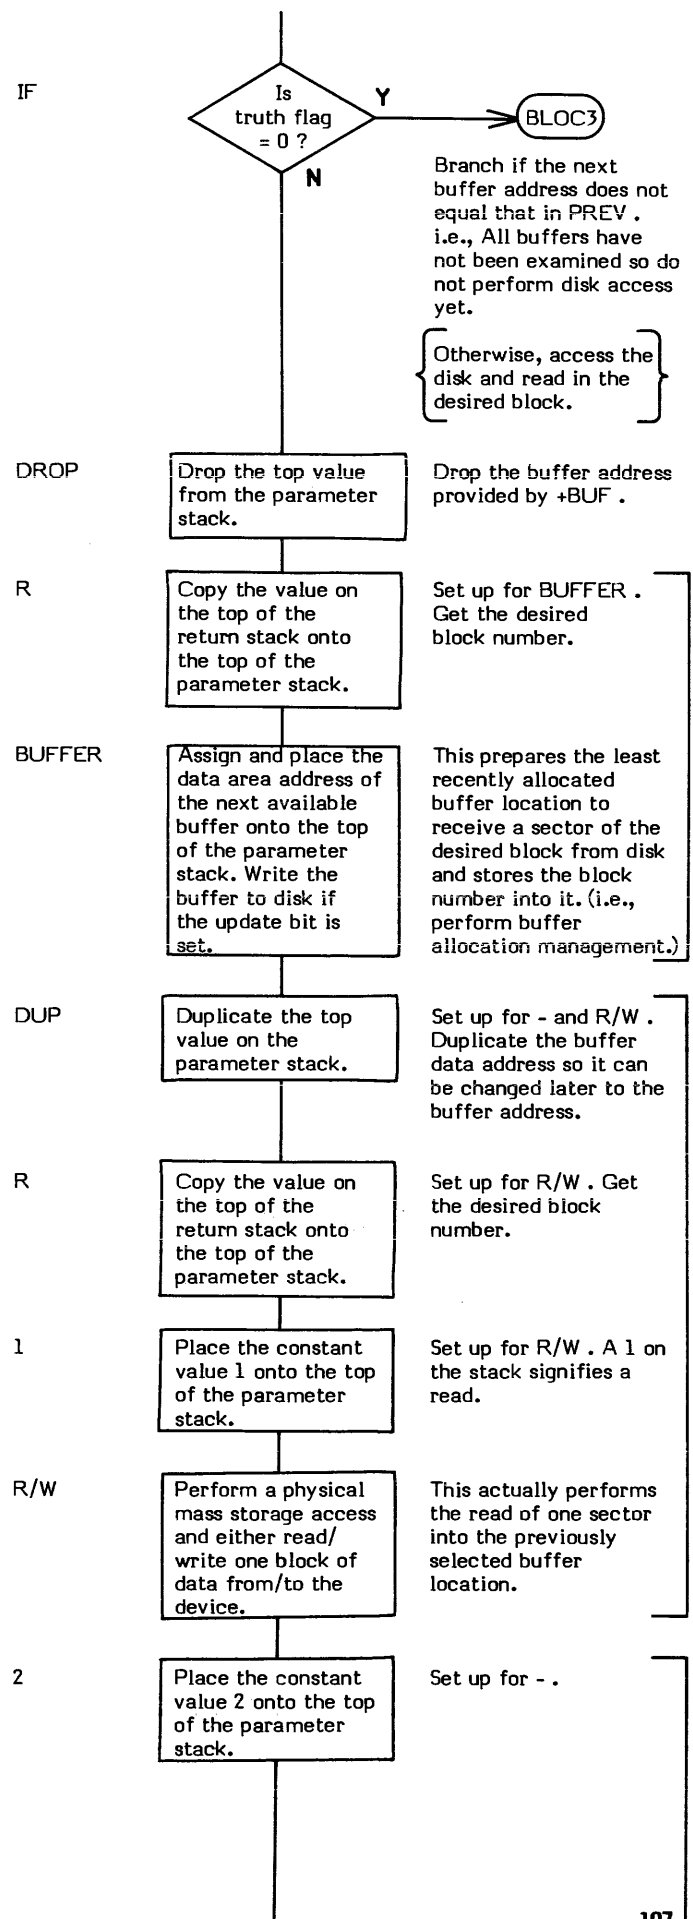 IF
Is
truth flag
= 0 ?
Y
N
BLOC3
Branch if the next
buffer address does not
equal that in PREV .
i.e., All buffers have
not been examined so do
not perform disk access
yet.
Otherwise, access the
disk and read in the
desired block.
DROP
Drop the top value
from the parameter
stack.
Drop the buffer address
provided by +BUF .
R
Copy the value on
the top of the
return stack onto
the top of the
parameter stack.
Set up for BUFFER .
Get the desired
block number.
BUFFER
Assign and place the
data area address of
the next available
buffer onto the top
of the parameter
stack. Write the
buffer to disk if
the update bit is
set.
This prepares the least
recently allocated
buffer location to
receive a sector of the
desired block from disk
and stores the block
number into it. (i.e.,
perform buffer
allocation management.)
DUP
Duplicate the top
value on the
parameter stack.
Set up for - and R/W .
Duplicate the buffer
data address so it can
be changed later to the
buffer address.
R
Copy the value on
the top of the
return stack onto
the top of the
parameter stack.
Set up for R/W . Get
the desired block
number.
1
Place the constant
value 1 onto the top
of the parameter
stack.
Set up for R/W . A 1 on
the stack signifies a
read.
R/W
Perform a physical
mass storage access
and either read/
write one block of
data from/to the
device.
This actually performs
the read of one sector
into the previously
selected buffer
location.
2
Place the constant
value 2 onto the top
of the parameter
stack.
Set up for - .